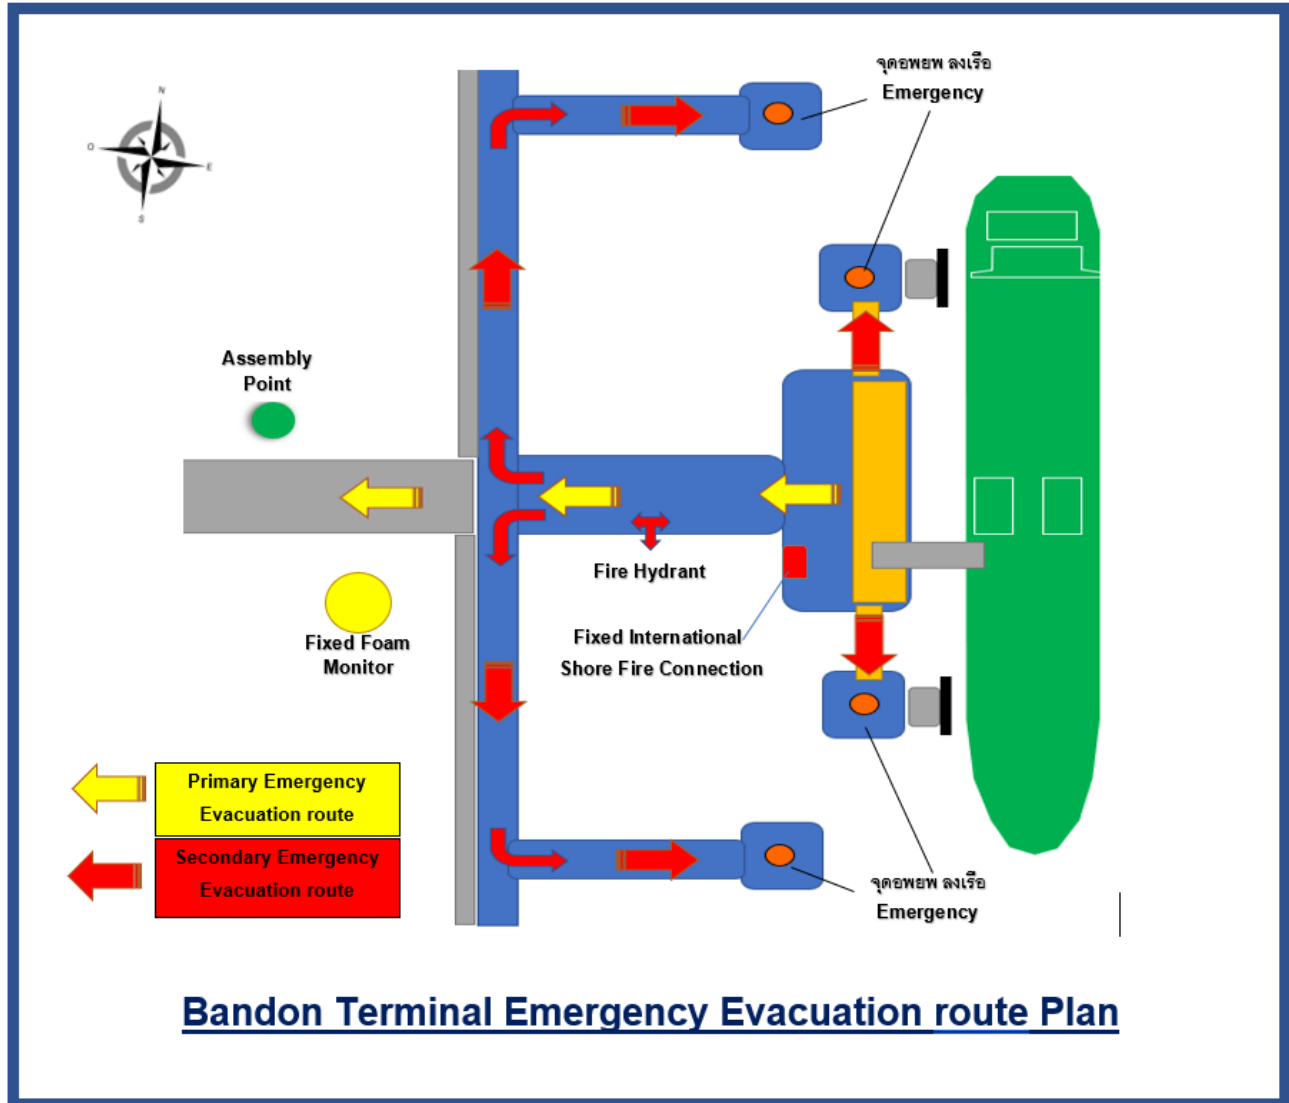 จุดอพยพ ลงเรือ
Emergency
N
O
E
S
Assembly
Point
Fire Hydrant
Fixed Foam
Monitor
Fixed International
Shore Fire Connection
Primary Emergency
Evacuation route
Secondary Emergency
Evacuation route
จุดอพยพ ลงเรือ
Emergency
Bandon Terminal Emergency Evacuation route Plan